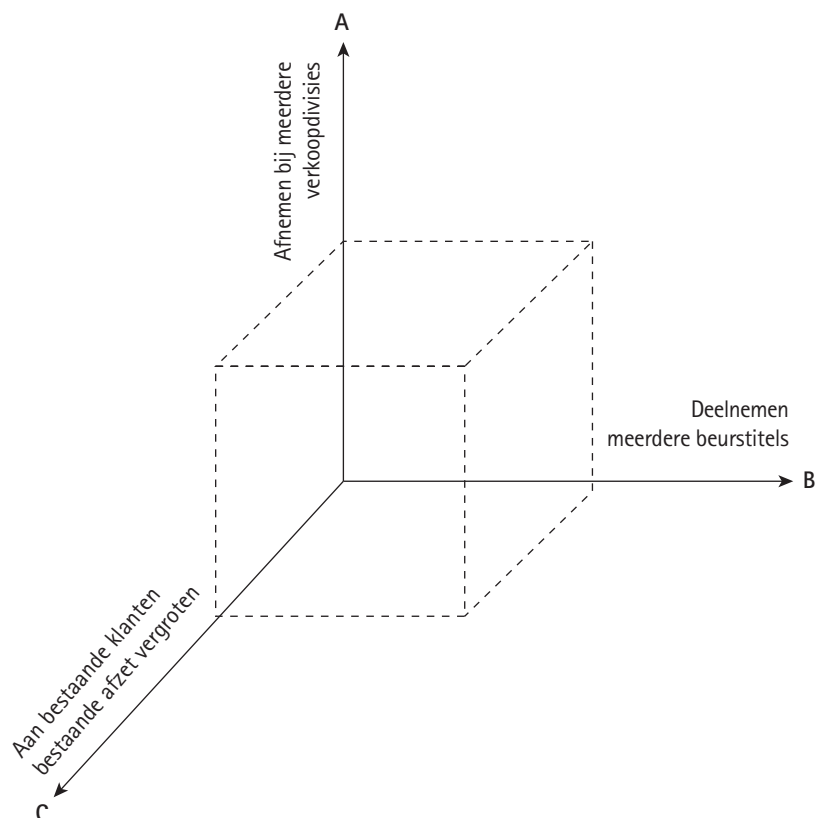 A
Afnemen bij meerdere
verkoopdivisies
Deelnemen
meerdere beurstitels
B
Aan bestaande klanten
bestaande afzet vergroten
C